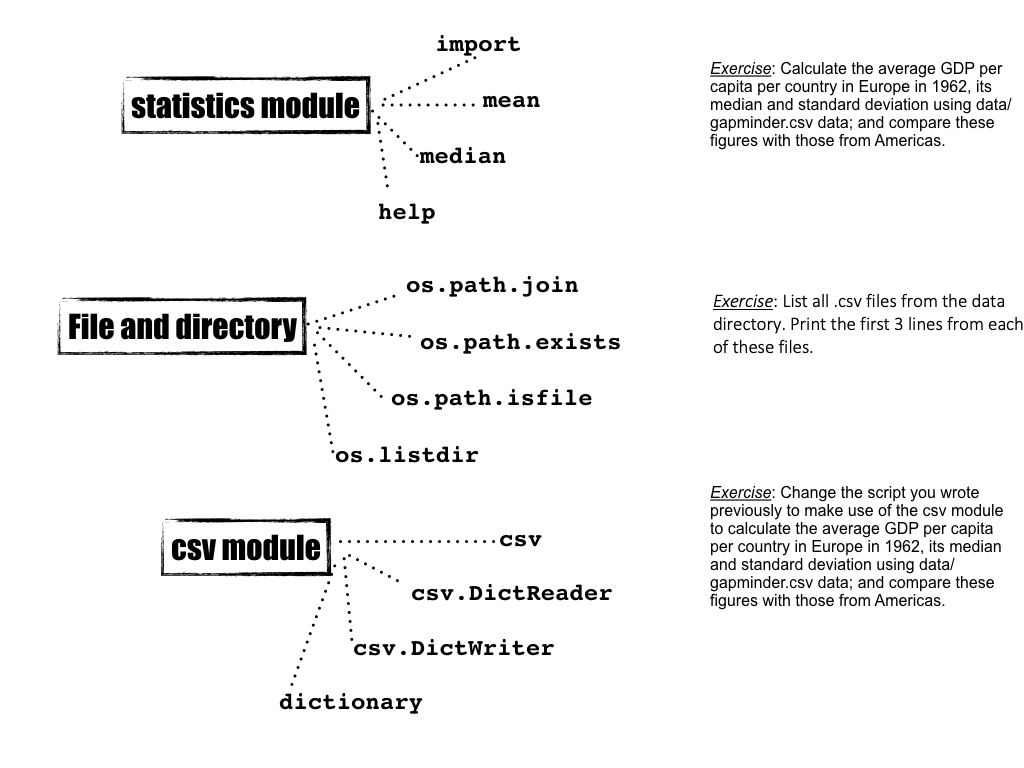 import
statistics module
mean
median
help
Exercise: Calculate the average GDP per
capita per country in Europe in 1962, its
median and standard deviation using data/
gapminder.csv data; and compare these
figures with those from Americas.
os.path.join
File and directory
os.path.exists
os.path.isfile
os.listdir
Exercise: List all .csv files from the data
directory. Print the first 3 lines from each
of these files.
csv module
csv
csv.DictReader
csv.DictWriter
dictionary
Exercise: Change the script you wrote
previously to make use of the csv module
to calculate the average GDP per capita
per country in Europe in 1962, its median
and standard deviation using data/
gapminder.csv data; and compare these
figures with those from Americas.